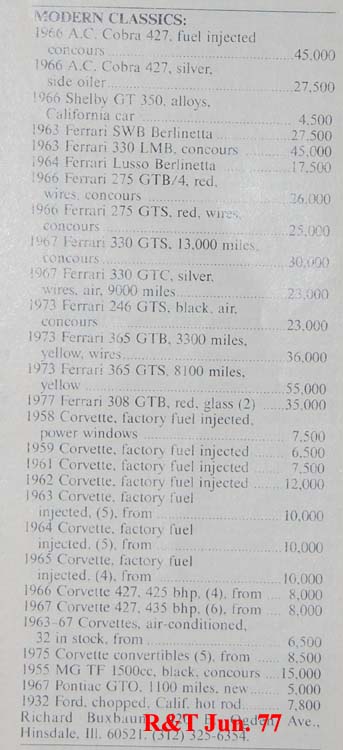 MODERN CLASSICS:
1966 A.C. Cobra 427, fuel injected
concours ..... 45,000
1966 A.C. Cobra 427, silver,
side oiler ..... 27,500
1966 Shelby GT 350, alloys,
California car ..... 4,500
1963 Ferrari SWB Berlinetta ..... 27,500
1963 Ferrari 330 LMB, concours ..... 45,000
1964 Ferrari Lusso Berlinetta ..... 17,500
1966 Ferrari 275 GTB/4, red,
wires, concours ..... 26,000
1966 Ferrari 275 GTS, red, wires,
concours ..... 25,000
1967 Ferrari 330 GTS, 13,000 miles,
concours ..... 30,000
1967 Ferrari 330 GTC, silver,
wires, air, 9000 miles ..... 23,000
1973 Ferrari 246 GTS, black, air,
concours ..... 23,000
1973 Ferrari 365 GTB, 3300 miles,
yellow, wires ..... 36,000
1973 Ferrari 365 GTS, 8100 miles,
yellow ..... 55,000
1977 Ferrari 308 GTB, red, glass (2) ..... 35,000
1958 Corvette, factory fuel injected,
power windows ..... 7,500
1959 Corvette, factory fuel injected ..... 6,500
1961 Corvette, factory fuel injected ..... 7,500
1962 Corvette, factory fuel injected ..... 12,000
1963 Corvette, factory fuel
injected, (5), from ..... 10,000
1964 Corvette, factory fuel
injected, (5), from ..... 10,000
1965 Corvette, factory fuel
injected, (4), from ..... 10,000
1966 Corvette 427, 425 bhp, (4), from ..... 8,000
1967 Corvette 427, 435 bhp, (6), from ..... 8,000
1963-67 Corvettes, air-conditioned,
32 in stock, from ..... 6,500
1975 Corvette convertibles (5), from ..... 8,500
1955 MG TF 1500cc, black, concours ..... 15,000
1967 Pontiac GTO, 1100 miles, new ..... 5,000
1932 Ford, chopped, Calif. hot rod ..... 7,800
Richard Ogden Ave.,
Hinsdale, Ill. 60521. (312) 325-6354.
R&T Jun. 77